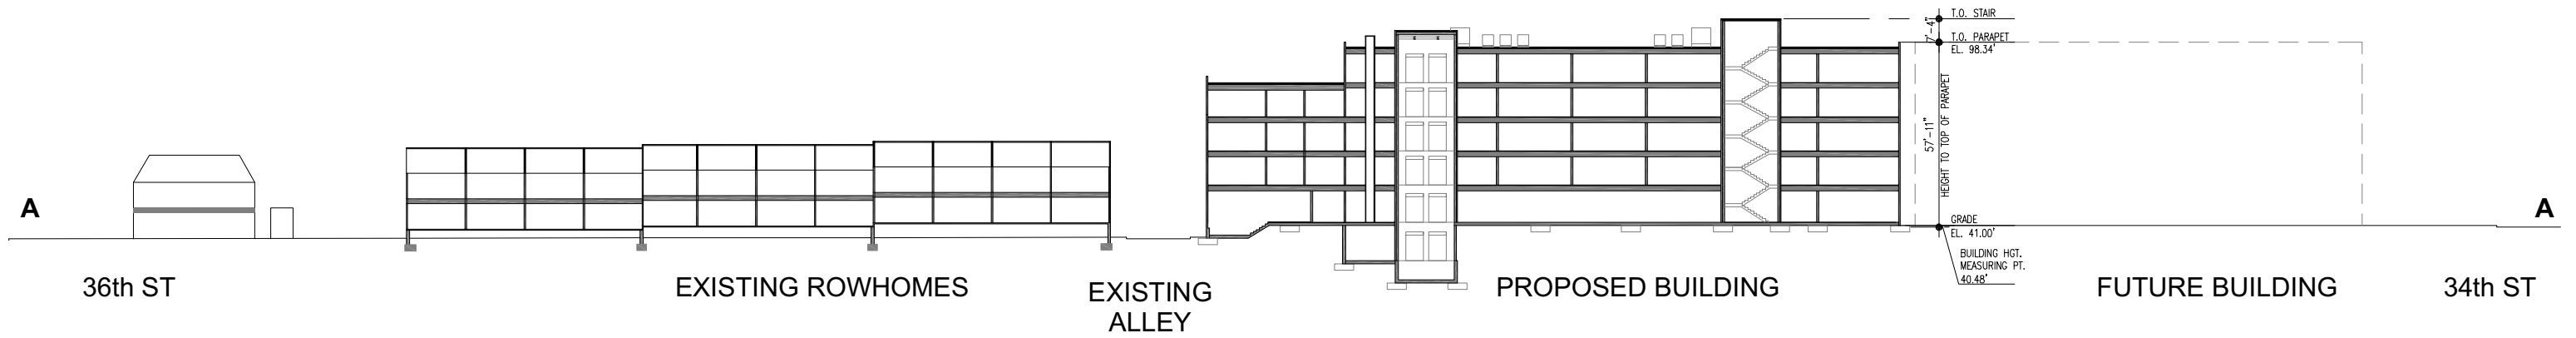 T.O. STAIR
7'-4"
T.O. PARAPET
EL. 98.34'
57'-11"
HEIGHT TO TOP OF PARAPET
GRADE
EL. 41.00'
BUILDING HGT.
MEASURING PT.
40.48'
A
A
36th ST
EXISTING ROWHOMES
EXISTING
ALLEY
PROPOSED BUILDING
FUTURE BUILDING
34th ST